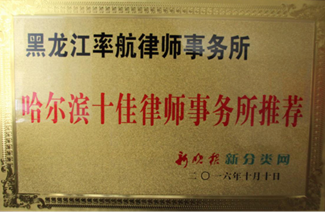 黑龙江率航律师事务所
哈尔滨十佳律师事务所推荐
新晚报 新分类网
二〇一六年十月十日